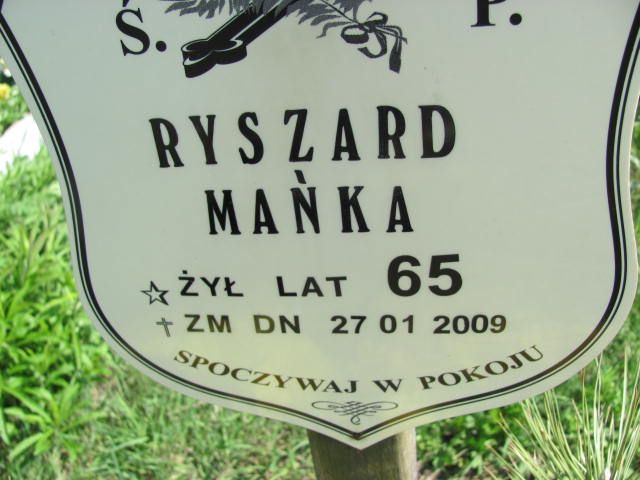 Ś. P.
RYSZARD
MAŃKA
ŻYŁ LAT 65
ZM DN 27 01 2009
SPOCZYWAJ W POKOJU